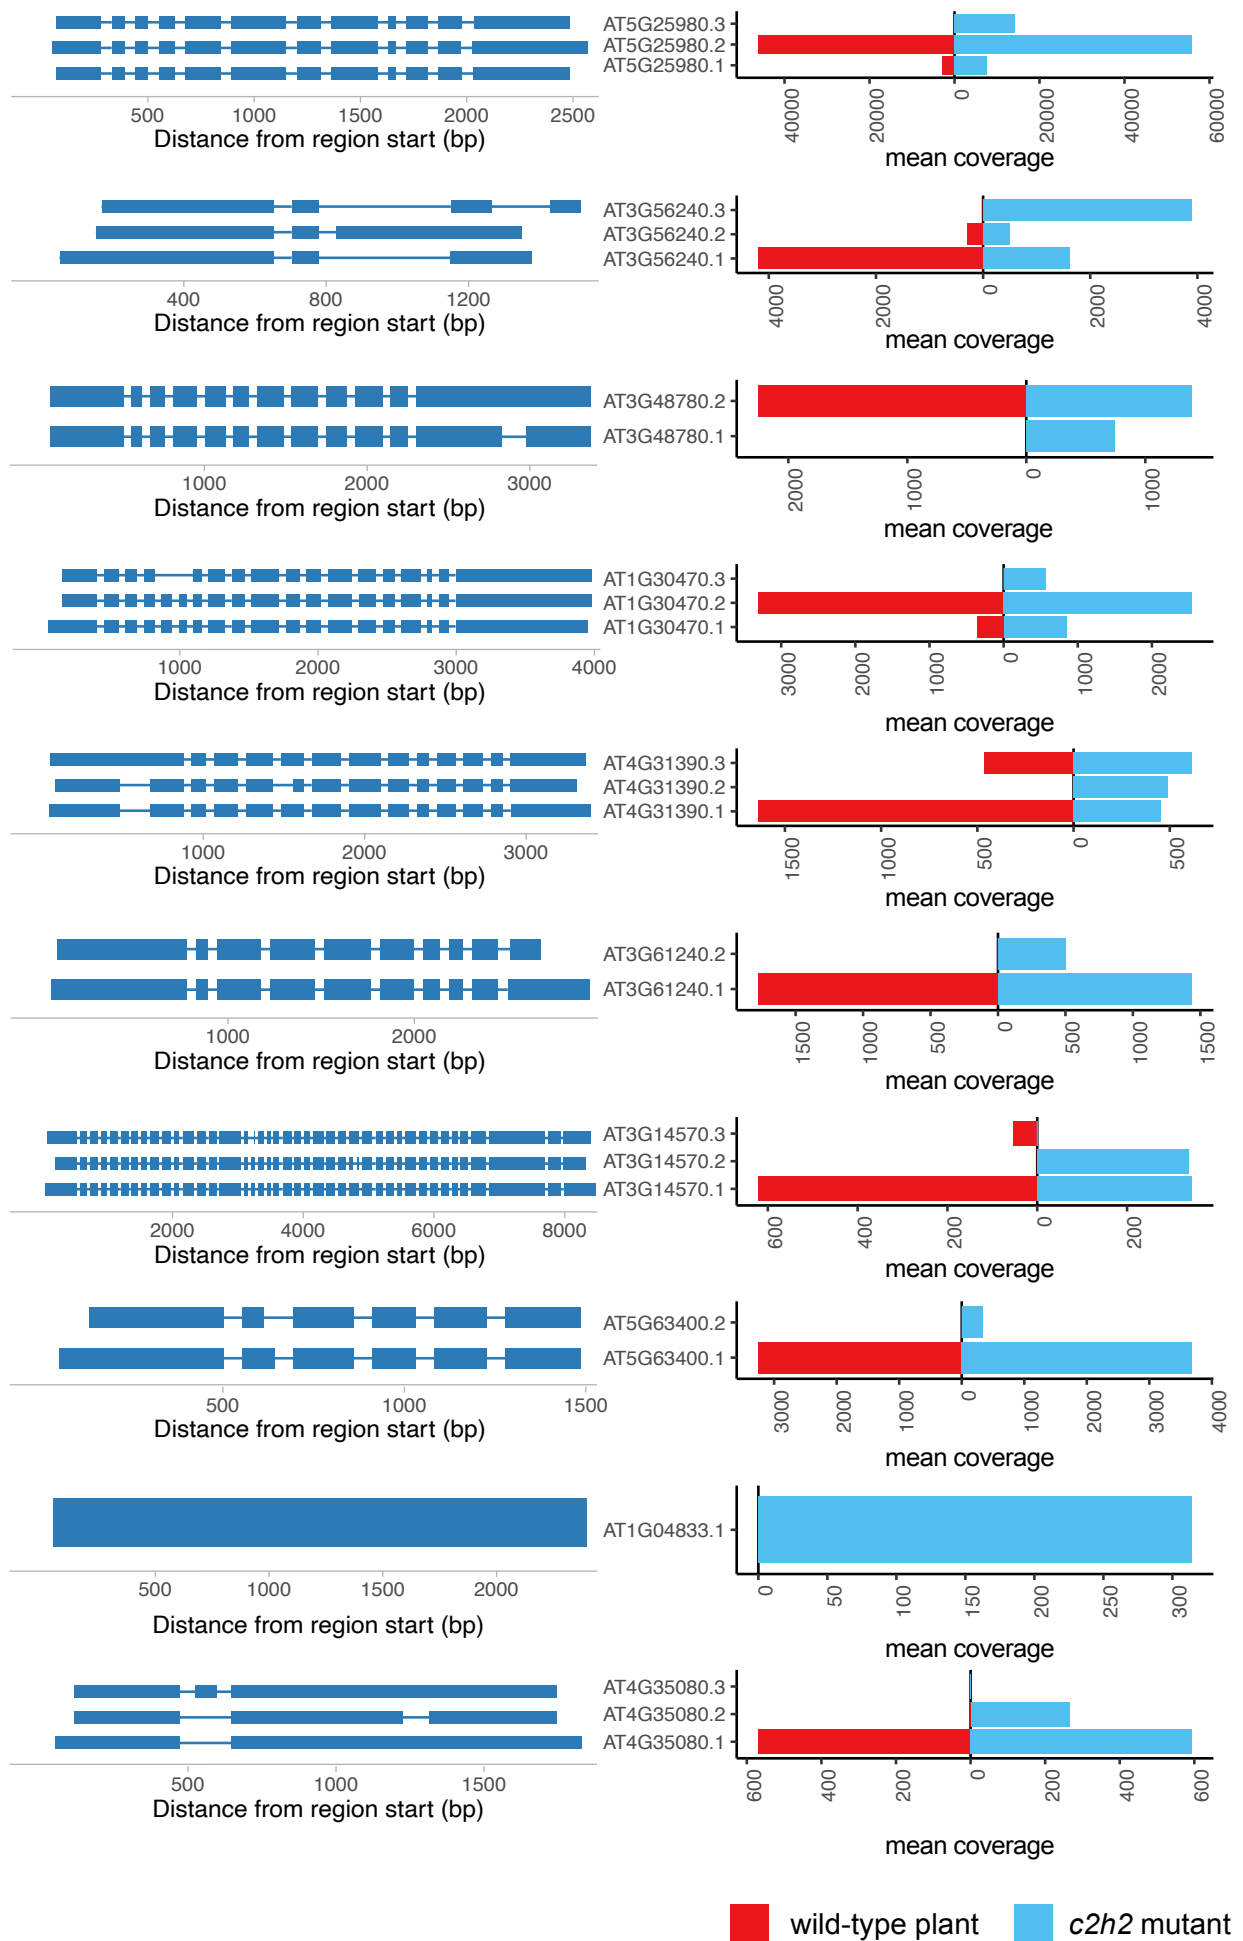 AT5G25980.3
AT5G25980.2
AT5G25980.1
500 1000 1500 2000 2500
Distance from region start (bp)
40000 20000 0 20000 40000 60000
mean coverage
AT3G56240.3
AT3G56240.2
AT3G56240.1
400 800 1200
Distance from region start (bp)
4000 2000 0 2000 4000
mean coverage
AT3G48780.2
AT3G48780.1
1000 2000 3000
Distance from region start (bp)
2000 1000 0 1000
mean coverage
AT1G30470.3
AT1G30470.2
AT1G30470.1
1000 2000 3000 4000
Distance from region start (bp)
3000 2000 1000 0 1000 2000
mean coverage
AT4G31390.3
AT4G31390.2
AT4G31390.1
1000 2000 3000
Distance from region start (bp)
1500 1000 500 0 500
mean coverage
AT3G61240.2
AT3G61240.1
1000 2000
Distance from region start (bp)
1500 1000 500 0 500 1000 1500
mean coverage
AT3G14570.3
AT3G14570.2
AT3G14570.1
2000 4000 6000 8000
Distance from region start (bp)
600 400 200 0 200
mean coverage
AT5G63400.2
AT5G63400.1
500 1000 1500
Distance from region start (bp)
3000 2000 1000 0 1000 2000 3000 4000
mean coverage
AT1G04833.1
500 1000 1500 2000
Distance from region start (bp)
0 50 100 150 200 250 300
mean coverage
AT4G35080.3
AT4G35080.2
AT4G35080.1
500 1000 1500
Distance from region start (bp)
600 400 200 0 200 400 600
mean coverage
wild-type plant c2h2 mutant